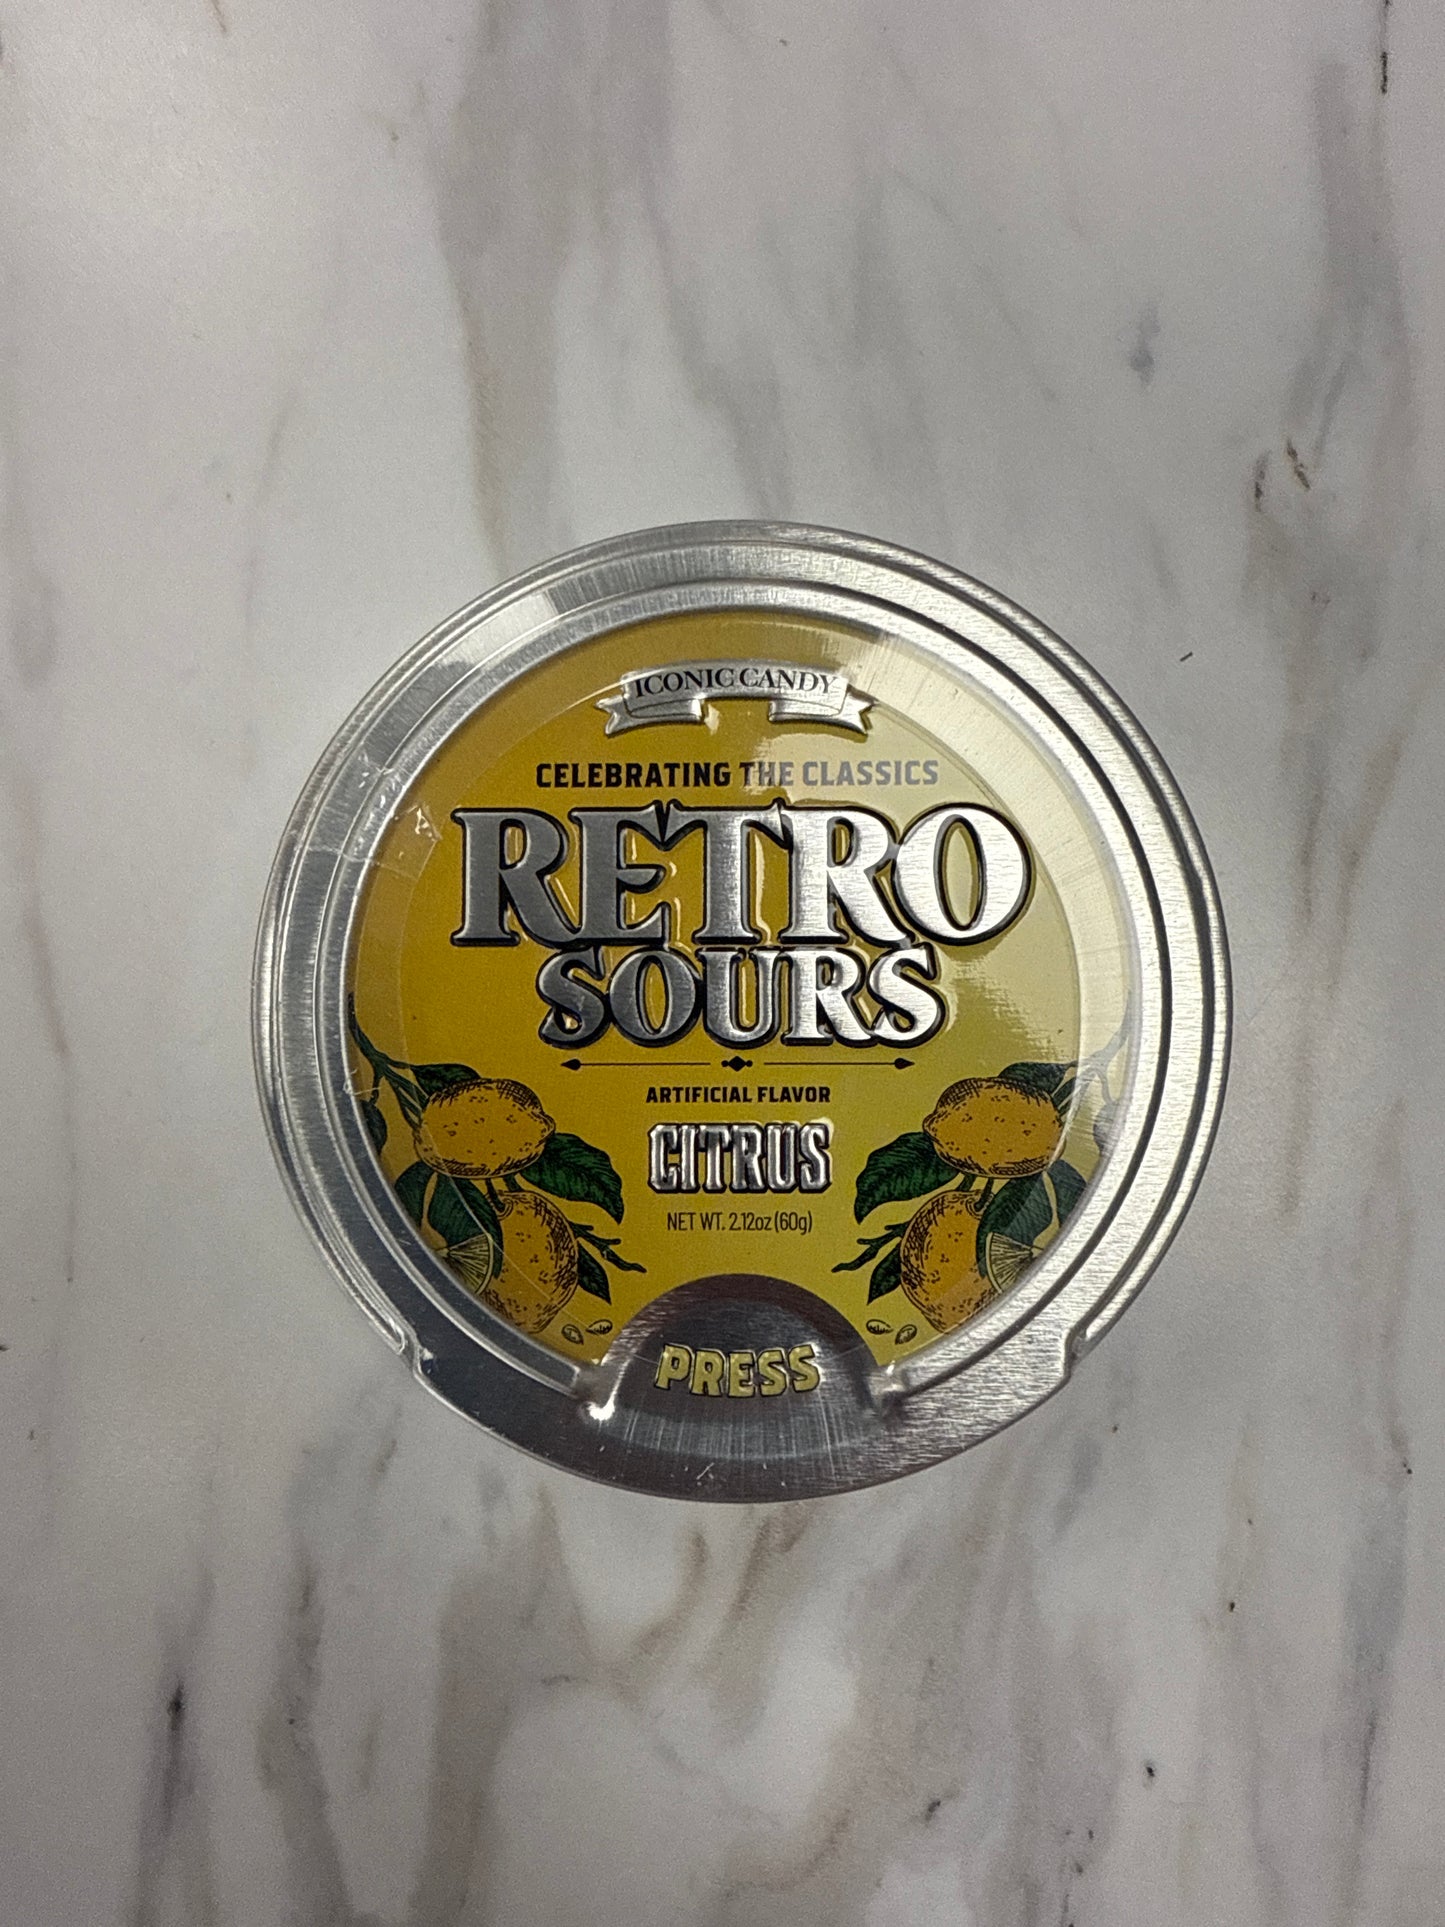 ICONIC CANDY
CELEBRATING THE CLASSICS
RETRO
SOURS
ARTIFICIAL FLAVOR
CITRUS
NET WT. 2.12oz (60g)
PRESS